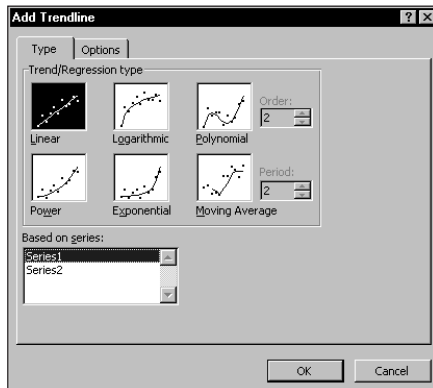 Add Trendline
Type Options
Trend/Regression type
Linear Logarithmic Polynomial
Order:
2
Power Exponential Moving Average
Period:
2
Based on series:
Series1
Series2
OK Cancel